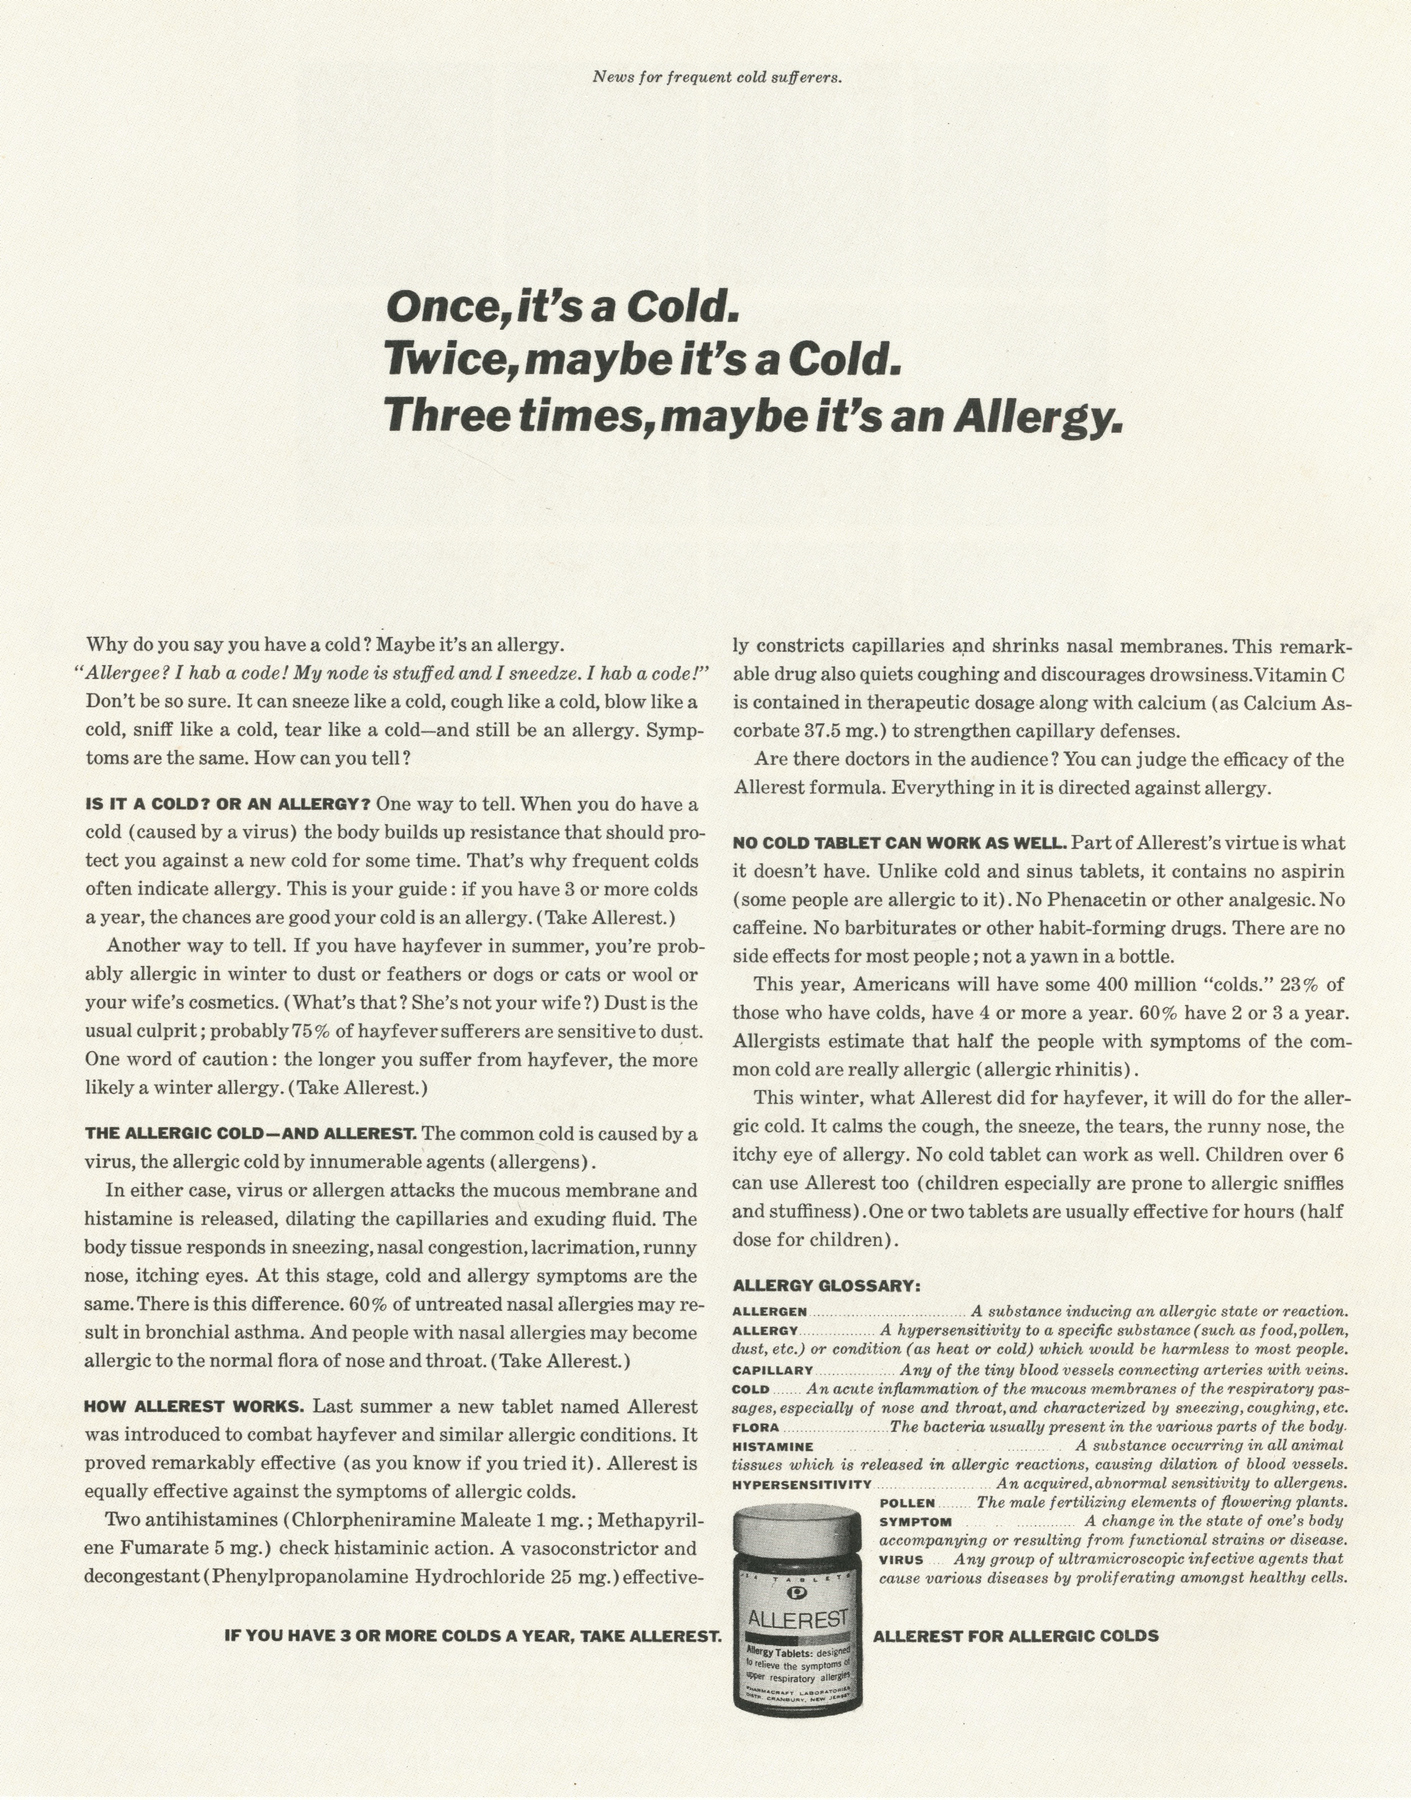 News for frequent cold sufferers.
Once, it's a Cold.
Twice, maybe it's a Cold.
Three times, maybe it's an Allergy.
Why do you say you have a cold? Maybe it's an allergy.
“Allergee? I hab a code! My node is stuffed and I sneedze. I hab a code!”
Don't be so sure. It can sneeze like a cold, cough like a cold, blow like a
cold, sniff like a cold, tear like a cold—and still be an allergy. Symp-
toms are the same. How can you tell?
IS IT A COLD? OR AN ALLERGY? One way to tell. When you do have a
cold (caused by a virus) the body builds up resistance that should pro-
tect you against a new cold for some time. That's why frequent colds
often indicate allergy. This is your guide: if you have 3 or more colds
a year, the chances are good your cold is an allergy. (Take Allerest.)
Another way to tell. If you have hayfever in summer, you're prob-
ably allergic in winter to dust or feathers or dogs or cats or wool or
your wife's cosmetics. (What's that? She's not your wife?) Dust is the
usual culprit; probably 75% of hayfever sufferers are sensitive to dust.
One word of caution: the longer you suffer from hayfever, the more
likely a winter allergy. (Take Allerest.)
THE ALLERGIC COLD—AND ALLEREST. The common cold is caused by a
virus, the allergic cold by innumerable agents (allergens).
In either case, virus or allergen attacks the mucous membrane and
histamine is released, dilating the capillaries and exuding fluid. The
body tissue responds in sneezing, nasal congestion, lacrimation, runny
nose, itching eyes. At this stage, cold and allergy symptoms are the
same. There is this difference. 60% of untreated nasal allergies may re-
sult in bronchial asthma. And people with nasal allergies may become
allergic to the normal flora of nose and throat. (Take Allerest.)
HOW ALLEREST WORKS. Last summer a new tablet named Allerest
was introduced to combat hayfever and similar allergic conditions. It
proved remarkably effective (as you know if you tried it). Allerest is
equally effective against the symptoms of allergic colds.
Two antihistamines (Chlorpheniramine Maleate 1 mg.; Methapyril-
ene Fumarate 5 mg.) check histaminic action. A vasoconstrictor and
decongestant (Phenylpropanolamine Hydrochloride 25 mg.) effective-
ly constricts capillaries and shrinks nasal membranes. This remark-
able drug also quiets coughing and discourages drowsiness. Vitamin C
is contained in therapeutic dosage along with calcium (as Calcium As-
corbate 37.5 mg.) to strengthen capillary defenses.
Are there doctors in the audience? You can judge the efficacy of the
Allerest formula. Everything in it is directed against allergy.
NO COLD TABLET CAN WORK AS WELL. Part of Allerest's virtue is what
it doesn't have. Unlike cold and sinus tablets, it contains no aspirin
(some people are allergic to it). No Phenacetin or other analgesic. No
caffeine. No barbiturates or other habit-forming drugs. There are no
side effects for most people; not a yawn in a bottle.
This year, Americans will have some 400 million “colds.” 23% of
those who have colds, have 4 or more a year. 60% have 2 or 3 a year.
Allergists estimate that half the people with symptoms of the com-
mon cold are really allergic (allergic rhinitis).
This winter, what Allerest did for hayfever, it will do for the aller-
gic cold. It calms the cough, the sneeze, the tears, the runny nose, the
itchy eye of allergy. No cold tablet can work as well. Children over 6
can use Allerest too (children especially are prone to allergic sniffles
and stuffiness). One or two tablets are usually effective for hours (half
dose for children).
ALLERGY GLOSSARY:
ALLERGEN........A substance inducing an allergic state or reaction.
ALLERGY........A hypersensitivity to a specific substance (such as food, pollen,
dust, etc.) or condition (as heat or cold) which would be harmless to most people.
CAPILLARY........Any of the tiny blood vessels connecting arteries with veins.
COLD.......An acute inflammation of the mucous membranes of the respiratory pas-
sages, especially of nose and throat, and characterized by sneezing, coughing, etc.
FLORA........The bacteria usually present in the various parts of the body.
HISTAMINE........A substance occurring in all animal
tissues which is released in allergic reactions, causing dilation of blood vessels.
HYPERSENSITIVITY........An acquired, abnormal sensitivity to allergens.
POLLEN........The male fertilizing elements of flowering plants.
SYMPTOM........A change in the state of one's body
accompanying or resulting from functional strains or disease.
VIRUS....Any group of ultramicroscopic infective agents that
cause various diseases by proliferating amongst healthy cells.
TABLETS
ALLEREST
Allergy Tablets: designed
to relieve the symptoms of
upper respiratory allergies
PHARMACRAFT LABORATORIES
DISTR. CRANBURY, NEW JERSEY
IF YOU HAVE 3 OR MORE COLDS A YEAR, TAKE ALLEREST.
ALLEREST FOR ALLERGIC COLDS